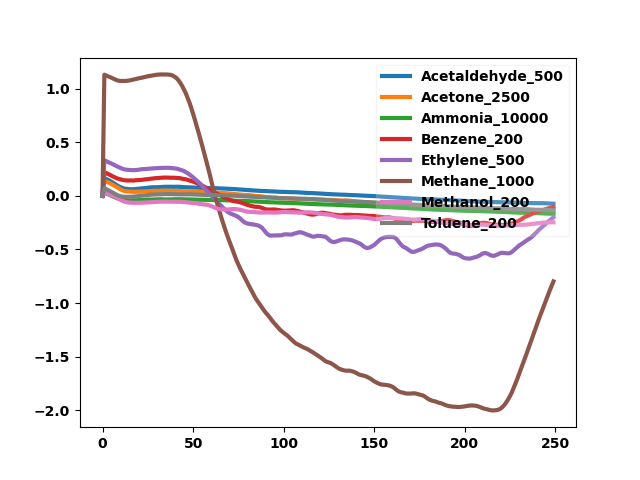 1.0
0.5
0.0
−0.5
−1.0
−1.5
−2.0
0 50 100 150 200 250
Acetaldehyde_500
Acetone_2500
Ammonia_10000
Benzene_200
Ethylene_500
Methane_1000
Methanol_200
Toluene_200